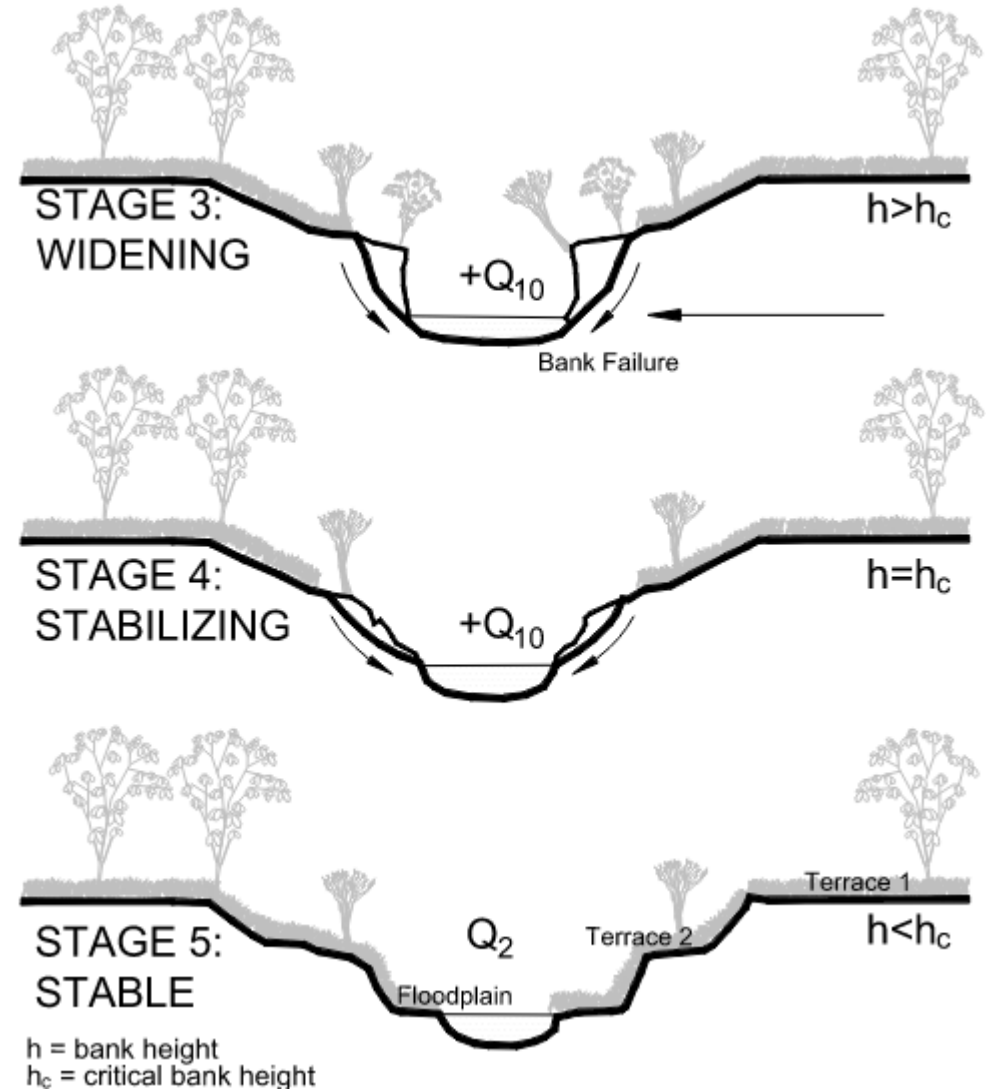 STAGE 3:
WIDENING
+Q10
h>hc
Bank Failure
STAGE 4:
STABILIZING
+Q10
h=hc
Terrace 1
STAGE 5:
STABLE
Q2
Terrace 2
h<hc
Floodplain
h = bank height
hc = critical bank height